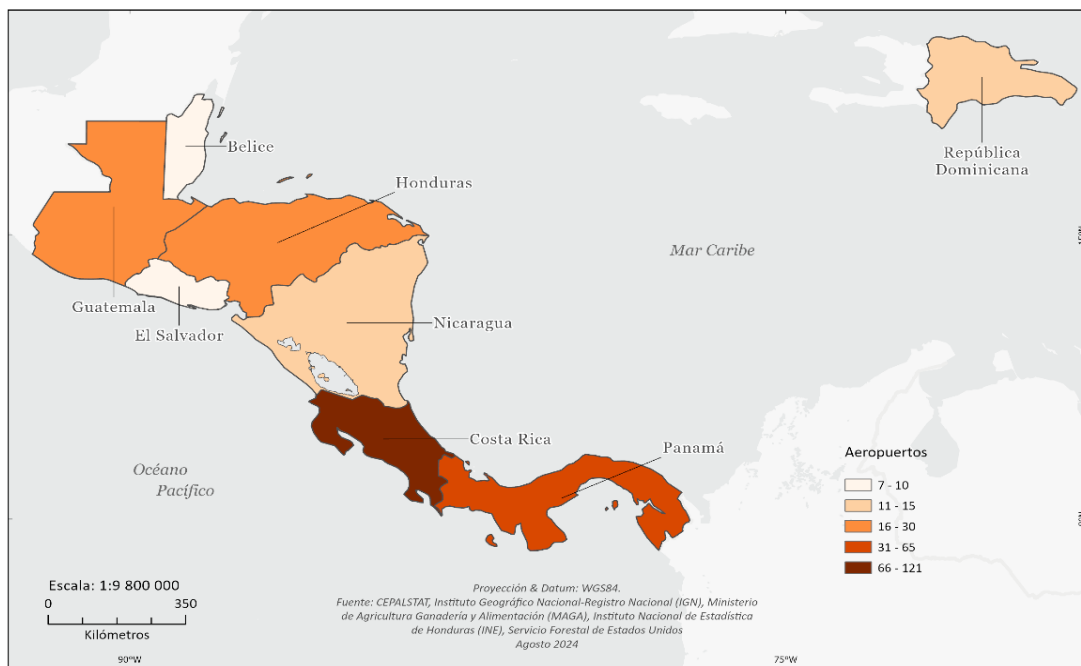 Belice
Honduras
República
Dominicana
Mar Caribe
Guatemala
El Salvador
Nicaragua
Costa Rica
Panamá
Océano
Pacífico
Aeropuertos
7 - 10
11 - 15
16 - 30
31 - 65
66 - 121
Escala: 1:9 800 000
0 350
Kilómetros
Proyección & Datum: WGS84.
Fuente: CEPALSTAT, Instituto Geográfico Nacional-Registro Nacional (IGN), Ministerio
de Agricultura Ganadería y Alimentación (MAGA), Instituto Nacional de Estadística
de Honduras (INE), Servicio Forestal de Estados Unidos
Agosto 2024
90°W
75°W